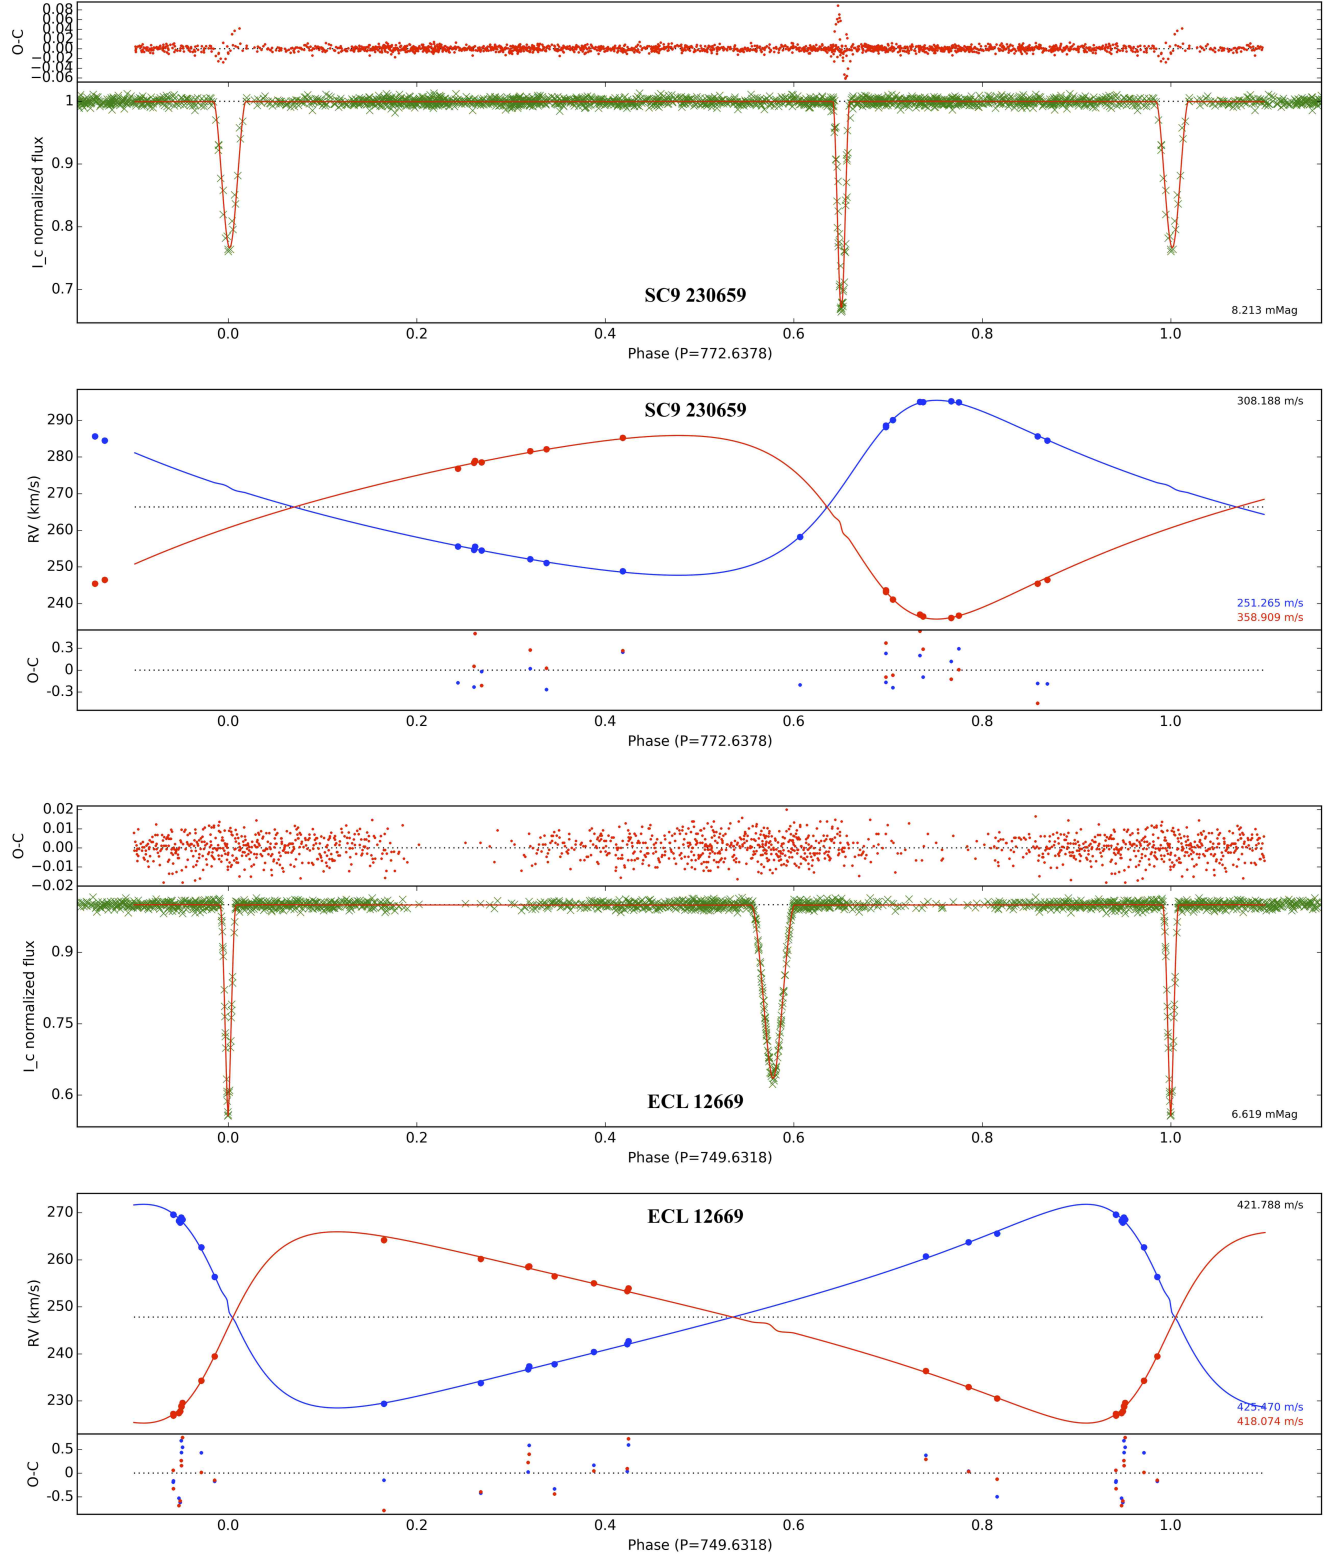 O-C
0.08
0.06
0.04
0.02
0.00
−0.02
−0.04
−0.06
I_c normalized flux
1
0.9
0.8
0.7
SC9 230659
8.213 mMag
0.0 0.2 0.4 0.6 0.8 1.0
Phase (P=772.6378)
RV (km/s)
290
280
270
260
250
240
SC9 230659
308.188 m/s
251.265 m/s
358.909 m/s
O-C
0.3
0
-0.3
0.0 0.2 0.4 0.6 0.8 1.0
Phase (P=772.6378)
O-C
0.02
0.01
0.00
−0.01
−0.02
I_c normalized flux
0.9
0.75
0.6
ECL 12669
6.619 mMag
0.0 0.2 0.4 0.6 0.8 1.0
Phase (P=749.6318)
RV (km/s)
270
260
250
240
230
ECL 12669
421.788 m/s
425.470 m/s
418.074 m/s
O-C
0.5
0
-0.5
0.0 0.2 0.4 0.6 0.8 1.0
Phase (P=749.6318)